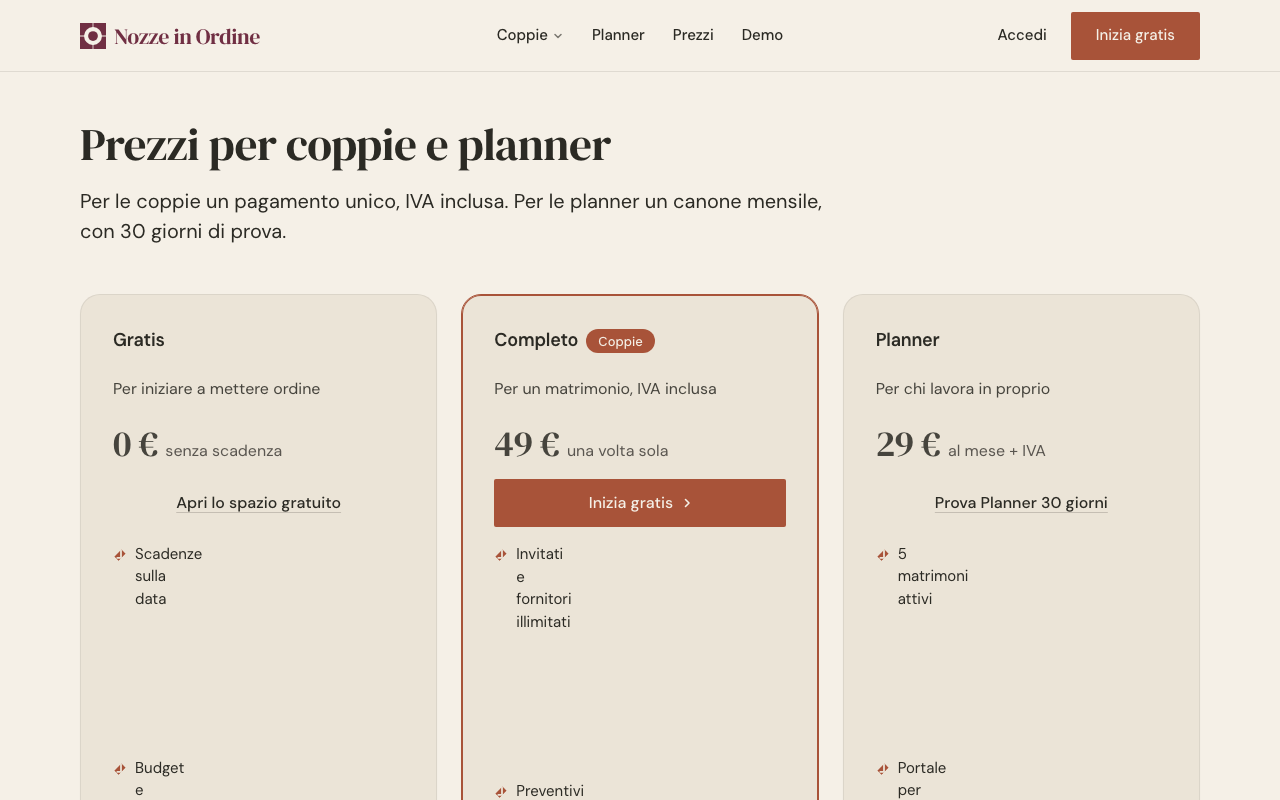 Nozze in Ordine
Coppie
Planner
Prezzi
Demo
Accedi
Inizia gratis
Prezzi per coppie e planner
Per le coppie un pagamento unico, IVA inclusa. Per le planner un canone mensile,
con 30 giorni di prova.
Gratis
Per iniziare a mettere ordine
0 € senza scadenza
Apri lo spazio gratuito
Scadenze
sulla
data
Budget
e
Completo Coppie
Per un matrimonio, IVA inclusa
49 € una volta sola
Inizia gratis
Invitati
e
fornitori
illimitati
Preventivi
Planner
Per chi lavora in proprio
29 € al mese + IVA
Prova Planner 30 giorni
5
matrimoni
attivi
Portale
per